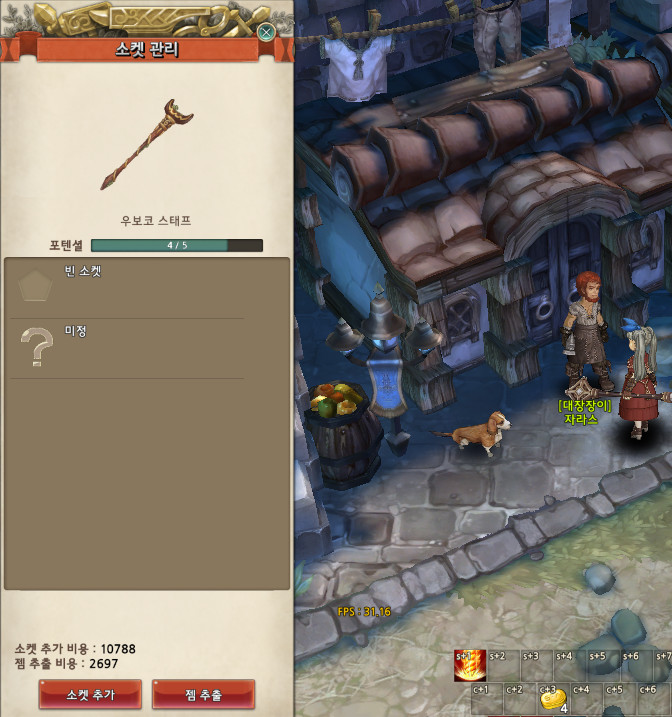 소켓 관리
우보코 스태프
포텐셜 4 / 5
빈 소켓
미정
소켓 추가 비용 : 10788
젬 추출 비용 : 2697
소켓 추가
젬 추출
[대장장이]
자라스
FPS : 31.16
s+1 s+2 s+3 s+4 s+5 s+6 s+7
c+1 c+2 c+3 c+4 c+5 c+6
4